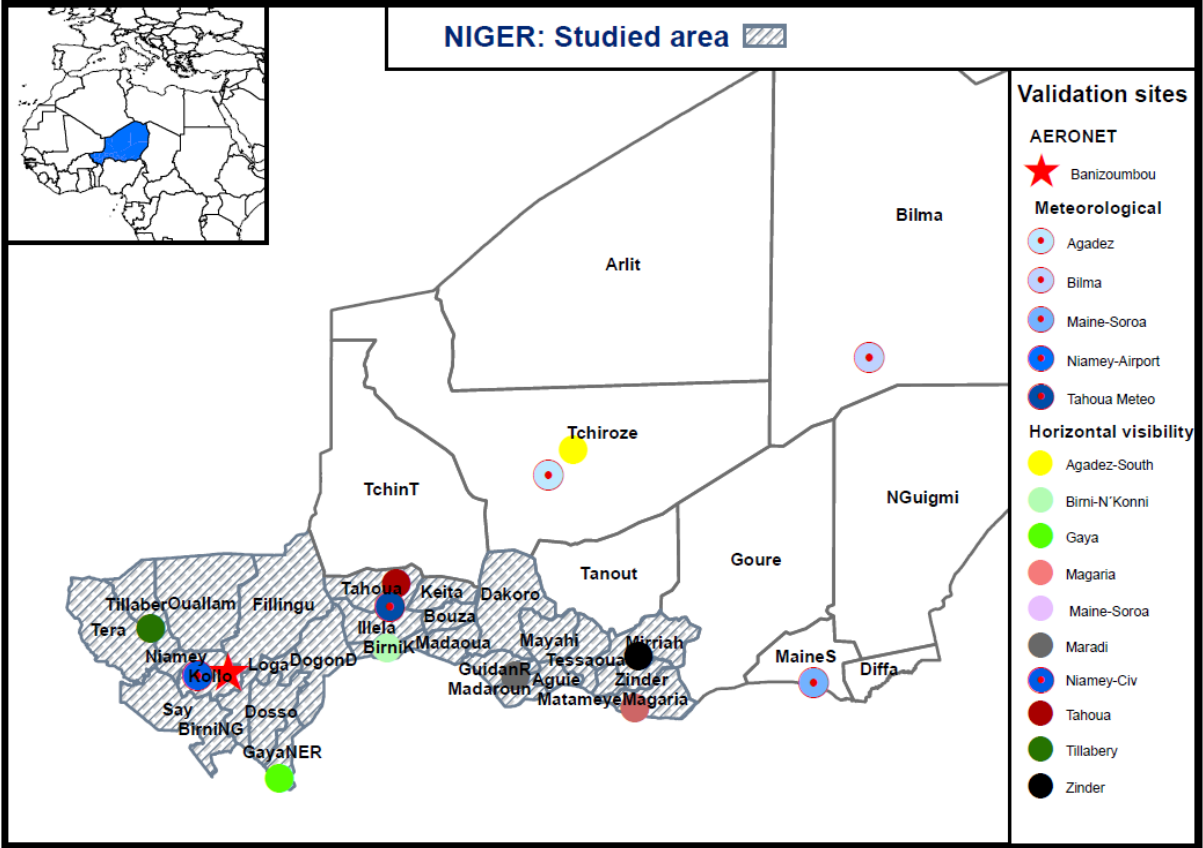 NIGER: Studied area
Validation sites
AERONET
Banizoumbou
Meteorological
Agadez
Bilma
Maine-Soroa
Niamey-Airport
Tahoua Meteo
Horizontal visibility
Agadez-South
Birni-N´Konni
Gaya
Magaria
Maine-Soroa
Maradi
Niamey-Civ
Tahoua
Tillabery
Zinder
Bilma
Arlit
Tchiroze
TchinT
NGuigmi
Goure
Tanout
Tahoua
Keita
Dakoro
Tillaber
Ouallam
Fillingu
Bouza
Tera
Illela
BirniK
Madaoua
Mayahi
Mirriah
Niamey
Loga
DogonD
Tessaoua
MaineS
Kollo
GuidanR
Aguie
Zinder
Diffa
Madaroun
Matameye
Magaria
Say
Dosso
BirniNG
GayaNER